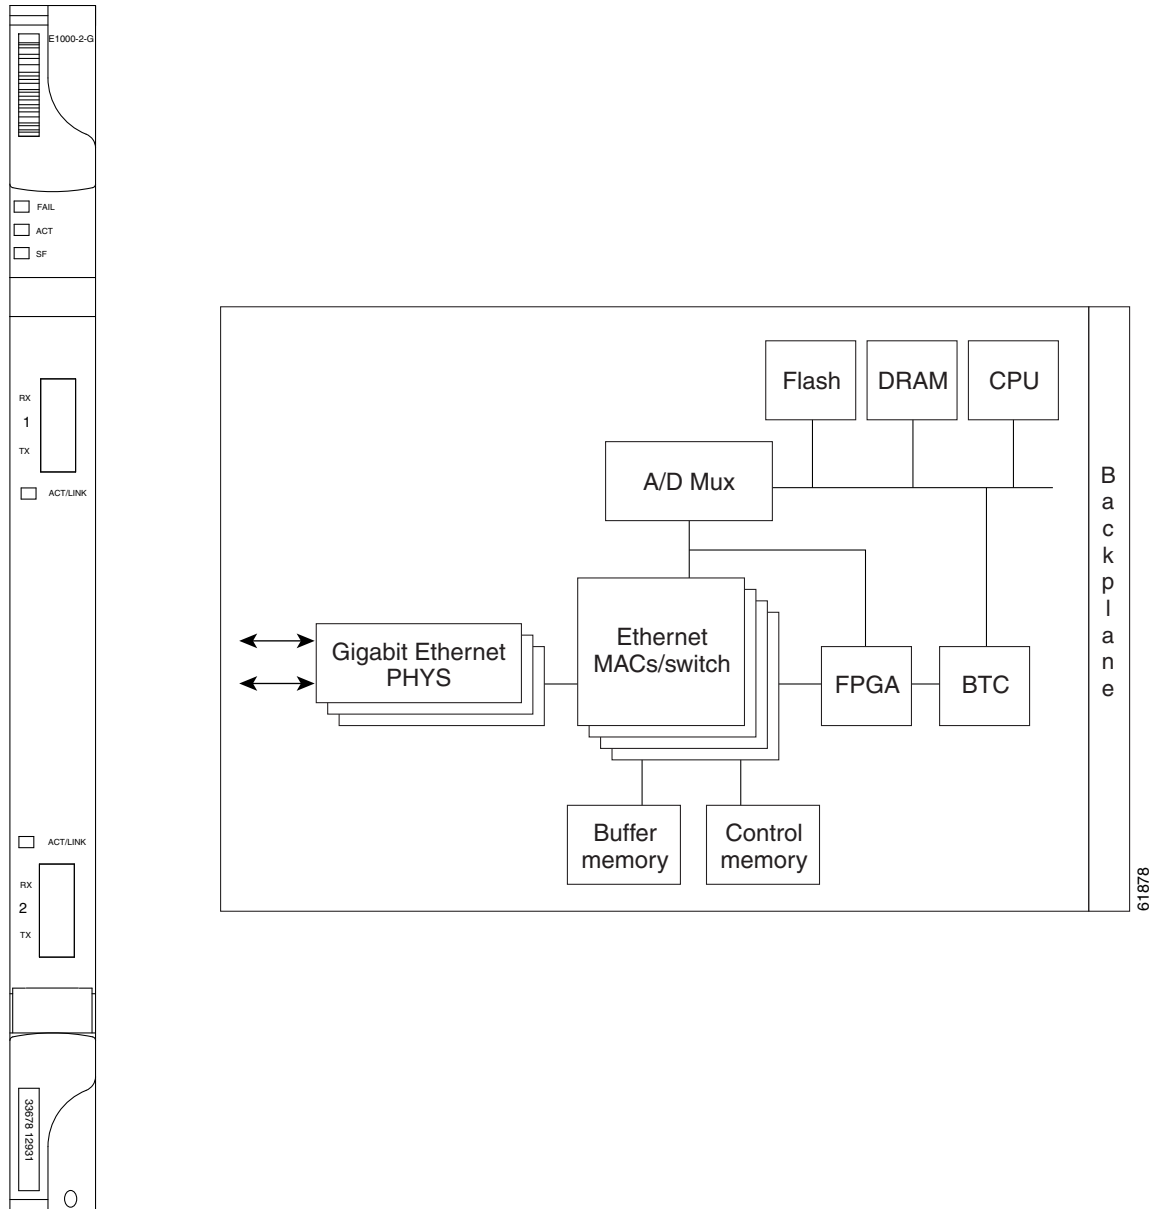 E1000-2-G
FAIL
ACT
SF
RX
1
TX
ACT/LINK
ACT/LINK
RX
2
TX
33678 12931
Flash
DRAM
CPU
A/D Mux
Ethernet
MACs/switch
Gigabit Ethernet
PHYS
FPGA
BTC
Buffer
memory
Control
memory
Backplane
61878